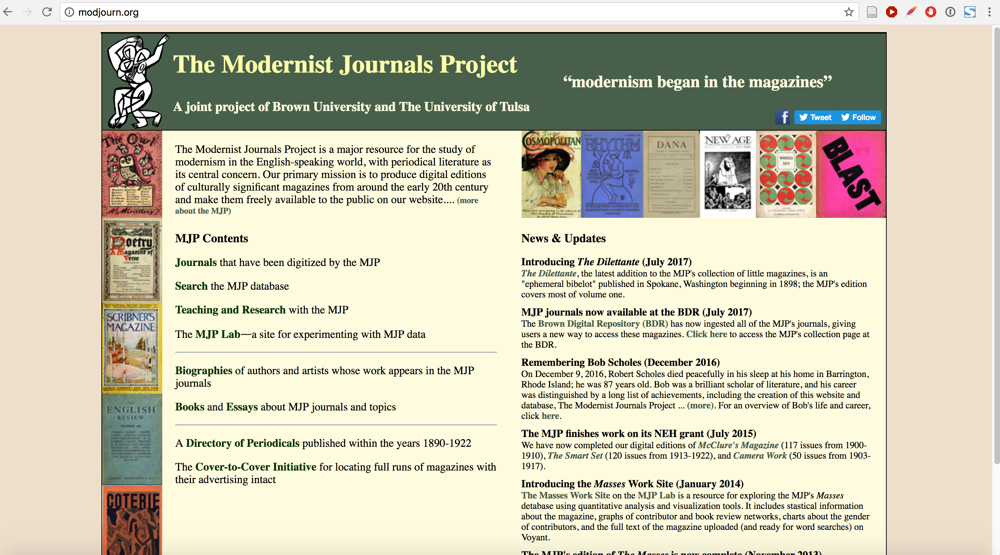 modjourn.org
The Modernist Journals Project
“modernism began in the magazines”
A joint project of Brown University and The University of Tulsa
f
Tweet
Follow
The Owl
A Miscellany
Poetry
A Magazine of
Verse
CONTENTS
SCRIBNER'S
MAGAZINE
THE
ENGLISH
REVIEW
COTERIE
The Modernist Journals Project is a major resource for the study of
modernism in the English-speaking world, with periodical literature as
its central concern. Our primary mission is to produce digital editions
of culturally significant magazines from around the early 20th century
and make them freely available to the public on our website.... (more
about the MJP)
MJP Contents
Journals that have been digitized by the MJP
Search the MJP database
Teaching and Research with the MJP
The MJP Lab—a site for experimenting with MJP data
Biographies of authors and artists whose work appears in the MJP
journals
Books and Essays about MJP journals and topics
A Directory of Periodicals published within the years 1890-1922
The Cover-to-Cover Initiative for locating full runs of magazines with
their advertising intact
June
COSMOPOLITAN
What are you going to do about it
The Shame of Wisconsin
RHYTHM
ART
MUSIC
LITERAT
URE
MONTH
LY
LONDON.
DANA
NEW AGE
WHEELS
1917
BLAST
News & Updates
Introducing The Dilettante (July 2017)
The Dilettante, the latest addition to the MJP's collection of little magazines, is an
"ephemeral bibelot" published in Spokane, Washington beginning in 1898; the MJP's edition
covers most of volume one.
MJP journals now available at the BDR (July 2017)
The Brown Digital Repository (BDR) has now ingested all of the MJP's journals, giving
users a new way to access these magazines. Click here to access the MJP's collection page at
the BDR.
Remembering Bob Scholes (December 2016)
On December 9, 2016, Robert Scholes died peacefully in his sleep at his home in Barrington,
Rhode Island; he was 87 years old. Bob was a brilliant scholar of literature, and his career
was distinguished by a long list of achievements, including the creation of this website and
database, The Modernist Journals Project ... (more). For an overview of Bob's life and career,
click here.
The MJP finishes work on its NEH grant (July 2015)
We have now completed our digital editions of McClure's Magazine (117 issues from 1900-
1910), The Smart Set (120 issues from 1913-1922), and Camera Work (50 issues from 1903-
1917).
Introducing the Masses Work Site (January 2014)
The Masses Work Site on the MJP Lab is a resource for exploring the MJP's Masses
detabase using quantitative analysis and visualization tools. It includes stastical information
about the magazine, graphs of contributor and book review networks, charts about the gender
of contributors, and the full text of the magazine uploaded (and ready for word searches) on
Voyant.
The MJP's edition of The Masses is now complete (November 2013)